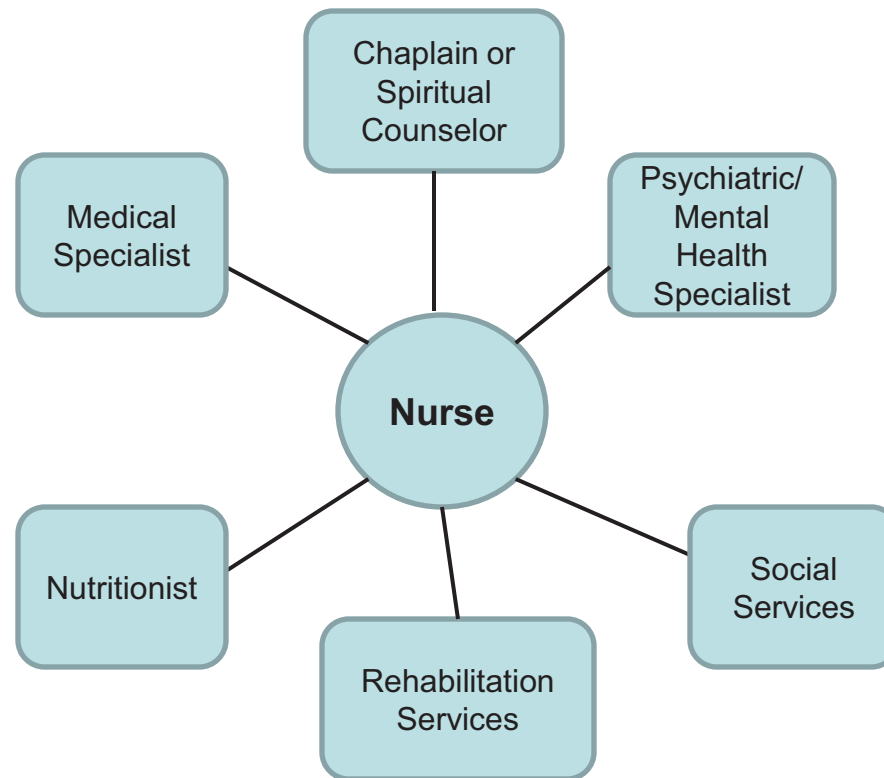 Chaplain or
Spiritual
Counselor
Medical
Specialist
Psychiatric/
Mental
Health
Specialist
Nurse
Nutritionist
Social
Services
Rehabilitation
Services